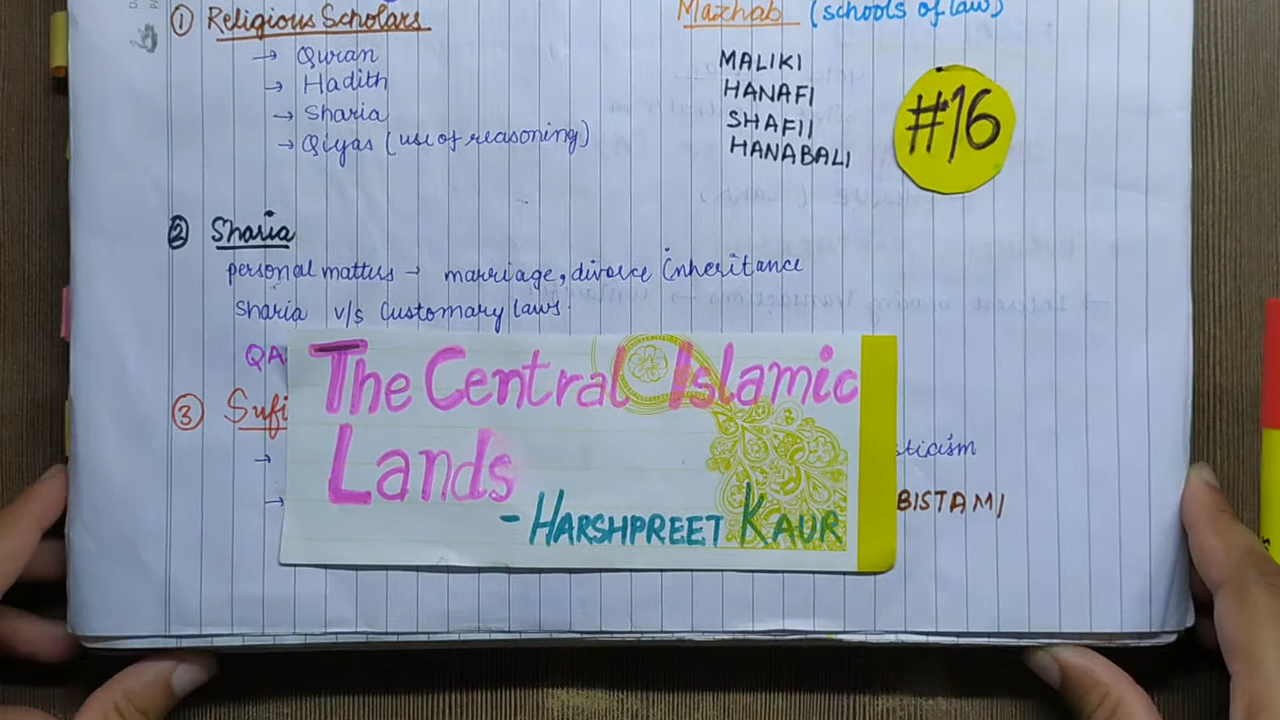 ① Religious Scholars
→ Quran
→ Hadith
→ Sharia
→ Qiyas (use of reasoning)
Mazhab (schools of law)
MALIKI
HANAFI
SHAFII
HANABALI
#16
② Sharia
personal matters → marriage, divorce inheritance
Sharia v/s Customary laws.
QA
③ Sufi
→
sticism
→
BISTAMI
The Central Islamic
Lands
- HARSHPREET KAUR